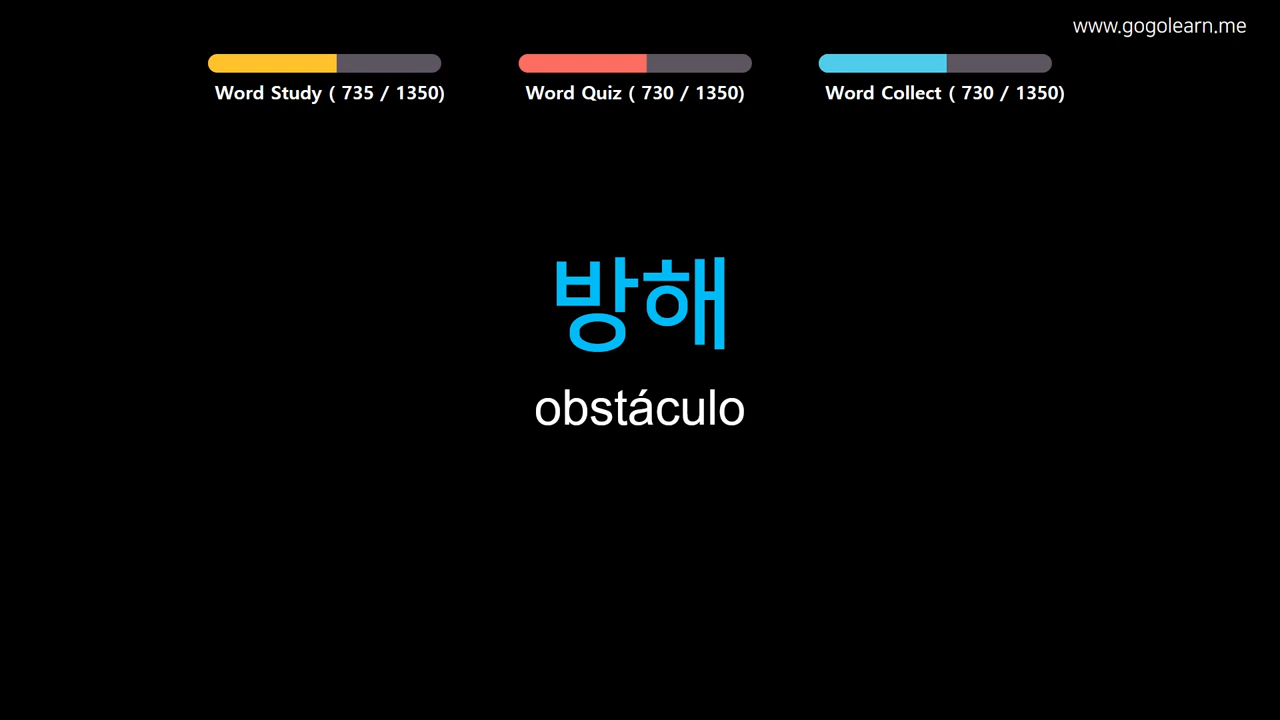 www.gogolearn.me
Word Study ( 735 / 1350)
Word Quiz ( 730 / 1350)
Word Collect ( 730 / 1350)
방해
obstáculo